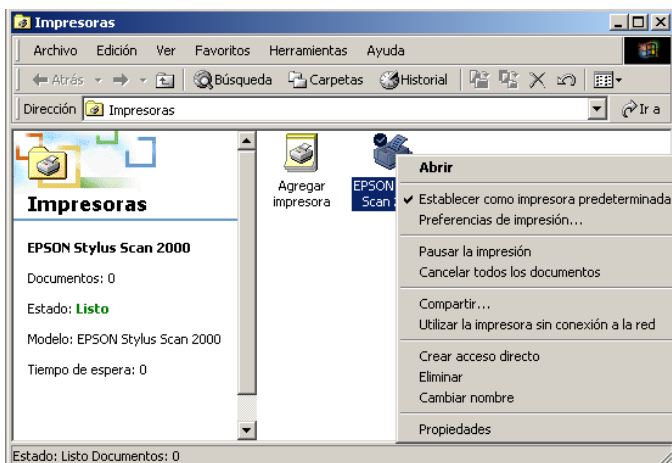 Impresoras
Archivo Edición Ver Favoritos Herramientas Ayuda
Atrás Búsqueda Carpetas Historial
Dirección Impresoras Ir a
Impresoras
EPSON Stylus Scan 2000
Documentos: 0
Estado: Listo
Modelo: EPSON Stylus Scan 2000
Tiempo de espera: 0
Agregar
impresora
EPSON
Scan
Abrir
Establecer como impresora predeterminada
Preferencias de impresión...
Pausar la impresión
Cancelar todos los documentos
Compartir...
Utilizar la impresora sin conexión a la red
Crear acceso directo
Eliminar
Cambiar nombre
Propiedades
Estado: Listo Documentos: 0